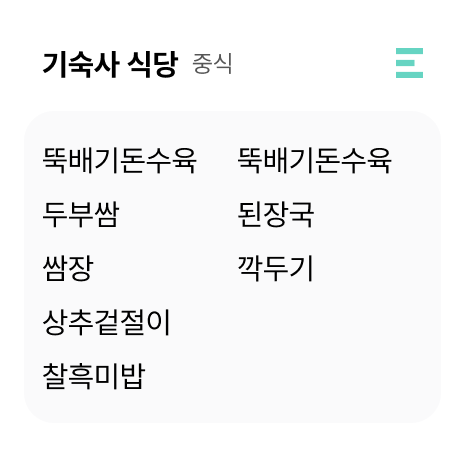 기숙사 식당 중식
뚝배기돈수육 뚝배기돈수육
두부쌈 된장국
쌈장 깍두기
상추겉절이
찰흑미밥